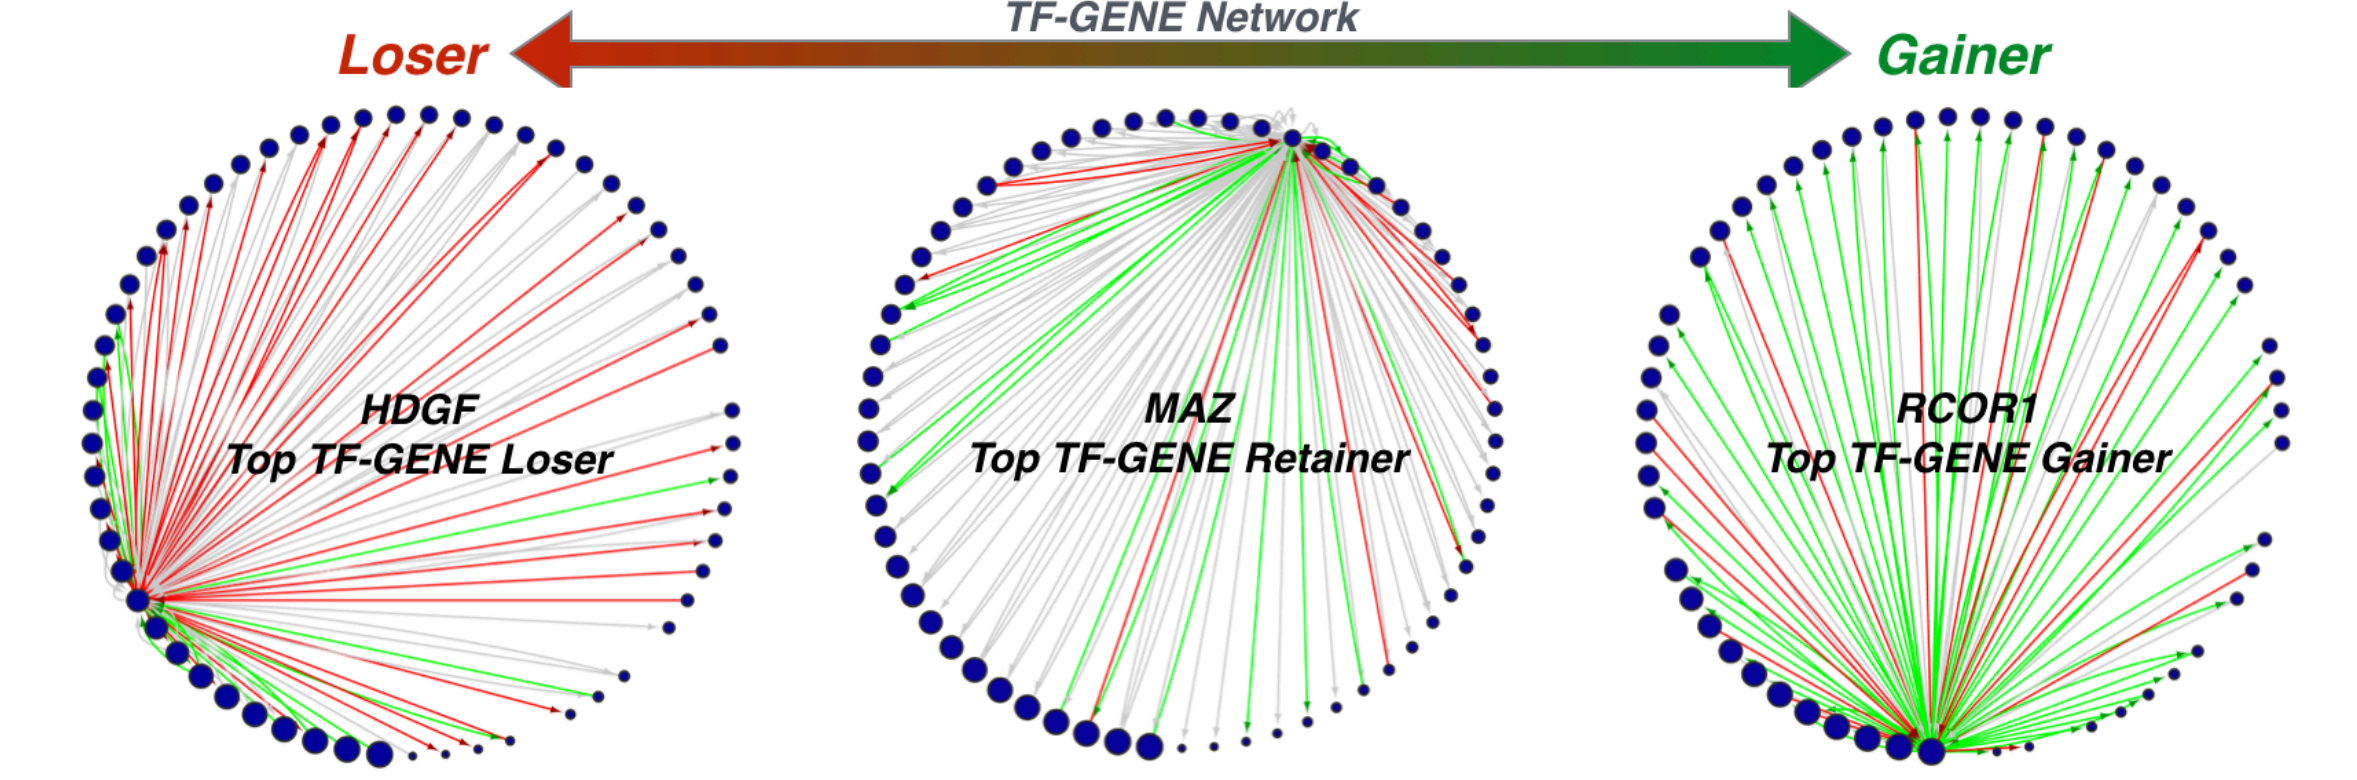 TF-GENE Network
Loser
Gainer
HDGF
Top TF-GENE Loser
MAZ
Top TF-GENE Retainer
RCOR1
Top TF-GENE Gainer